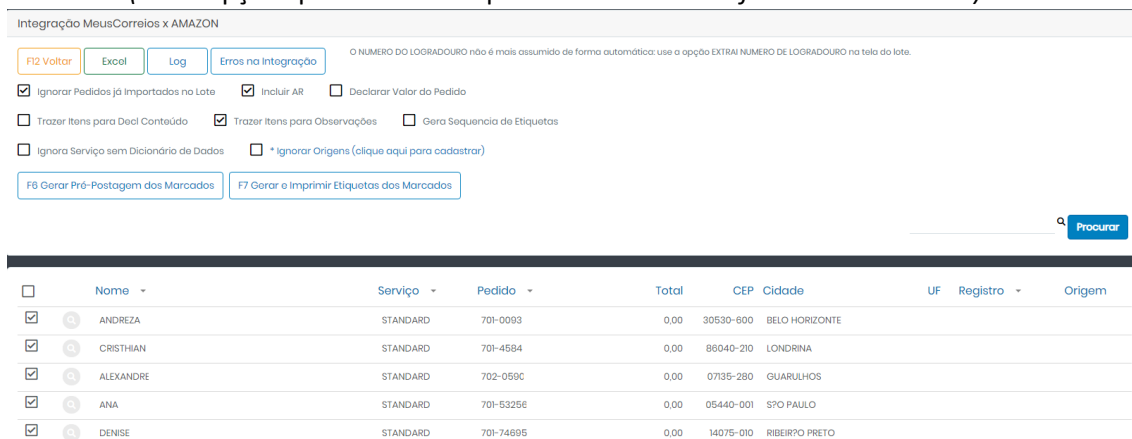 Integração MeusCorreios x AMAZON
F12 Voltar Excel Log Erros na Integração O NUMERO DO LOGRADOURO não é mais assumido de forma automática: use a opção EXTRAI NUMERO DE LOGRADOURO na tela do lote.
Ignorar Pedidos já Importados no Lote Incluir AR Declarar Valor do Pedido
Trazer Itens para Decl Conteúdo Trazer Itens para Observações Gera Sequencia de Etiquetas
Ignora Serviço sem Dicionário de Dados * Ignorar Origens (clique aqui para cadastrar)
F6 Gerar Pré-Postagem dos Marcados F7 Gerar e Imprimir Etiquetas dos Marcados
Procurar
Nome Serviço Pedido Total CEP Cidade UF Registro Origem
ANDREZA STANDARD 701-0093 0,00 30530-600 BELO HORIZONTE
CRISTHIAN STANDARD 701-4584 0,00 86040-210 LONDRINA
ALEXANDRE STANDARD 702-0590 0,00 07135-280 GUARULHOS
ANA STANDARD 701-53256 0,00 05440-001 S?O PAULO
DENISE STANDARD 701-74695 0,00 14075-010 RIBEIR?O PRETO